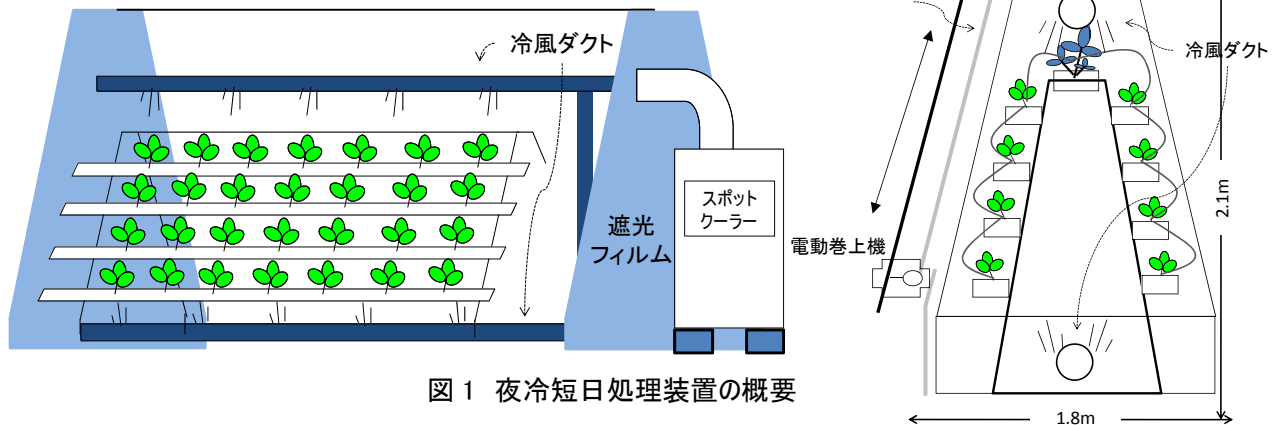 冷風ダクト
スポット
クーラー
遮光
フィルム
電動巻上機
冷風ダクト
2.1m
1.8m
図 1 夜冷短日処理装置の概要